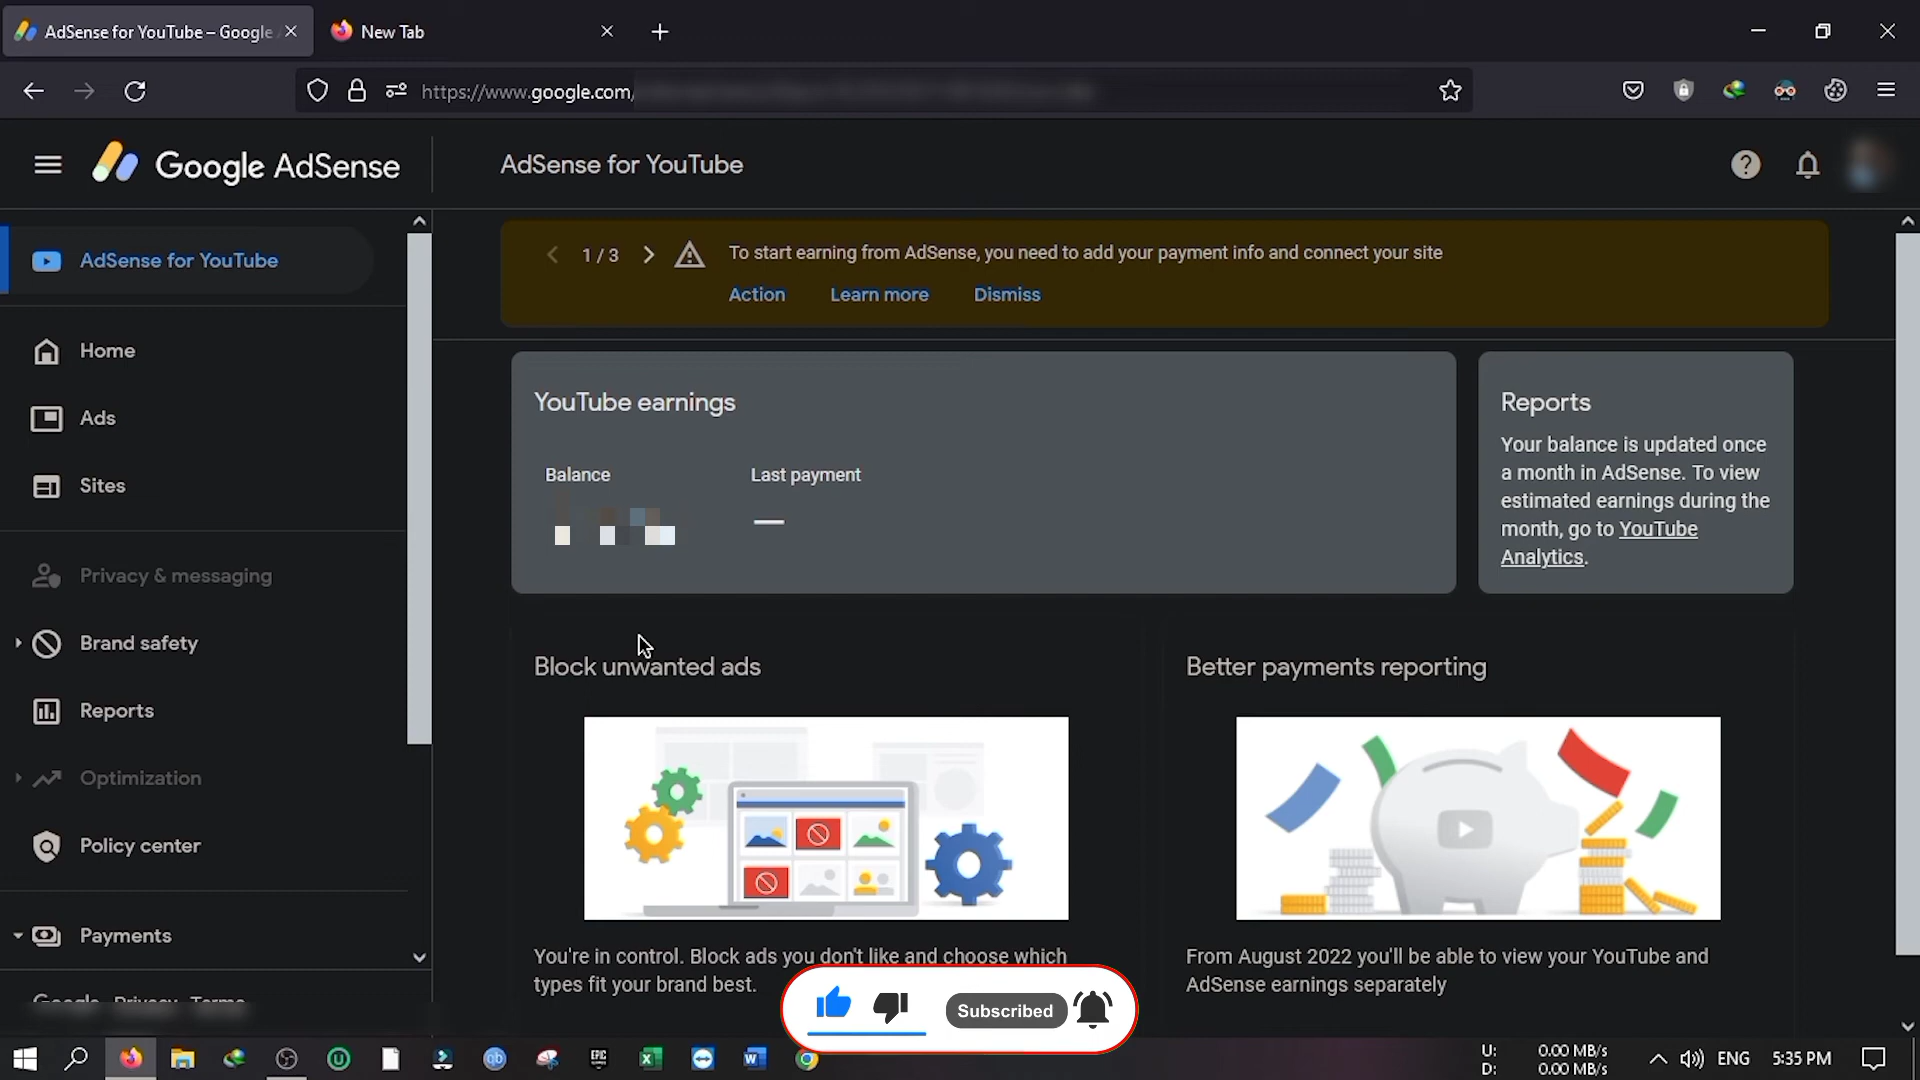 AdSense for YouTube – Google
New Tab
https://www.google.com/
Google AdSense
AdSense for YouTube
AdSense for YouTube
Home
Ads
Sites
Privacy & messaging
Brand safety
Reports
Optimization
Policy center
Payments
Google Privacy Terms
1 / 3
To start earning from AdSense, you need to add your payment info and connect your site
Action Learn more Dismiss
YouTube earnings
Balance Last payment
—
Reports
Your balance is updated once
a month in AdSense. To view
estimated earnings during the
month, go to YouTube
Analytics.
Block unwanted ads
You're in control. Block ads you don't like and choose which
types fit your brand best.
Better payments reporting
From August 2022 you'll be able to view your YouTube and
AdSense earnings separately
Subscribed
EPIC
U: 0.00 MB/s
D: 0.00 MB/s
ENG 5:35 PM